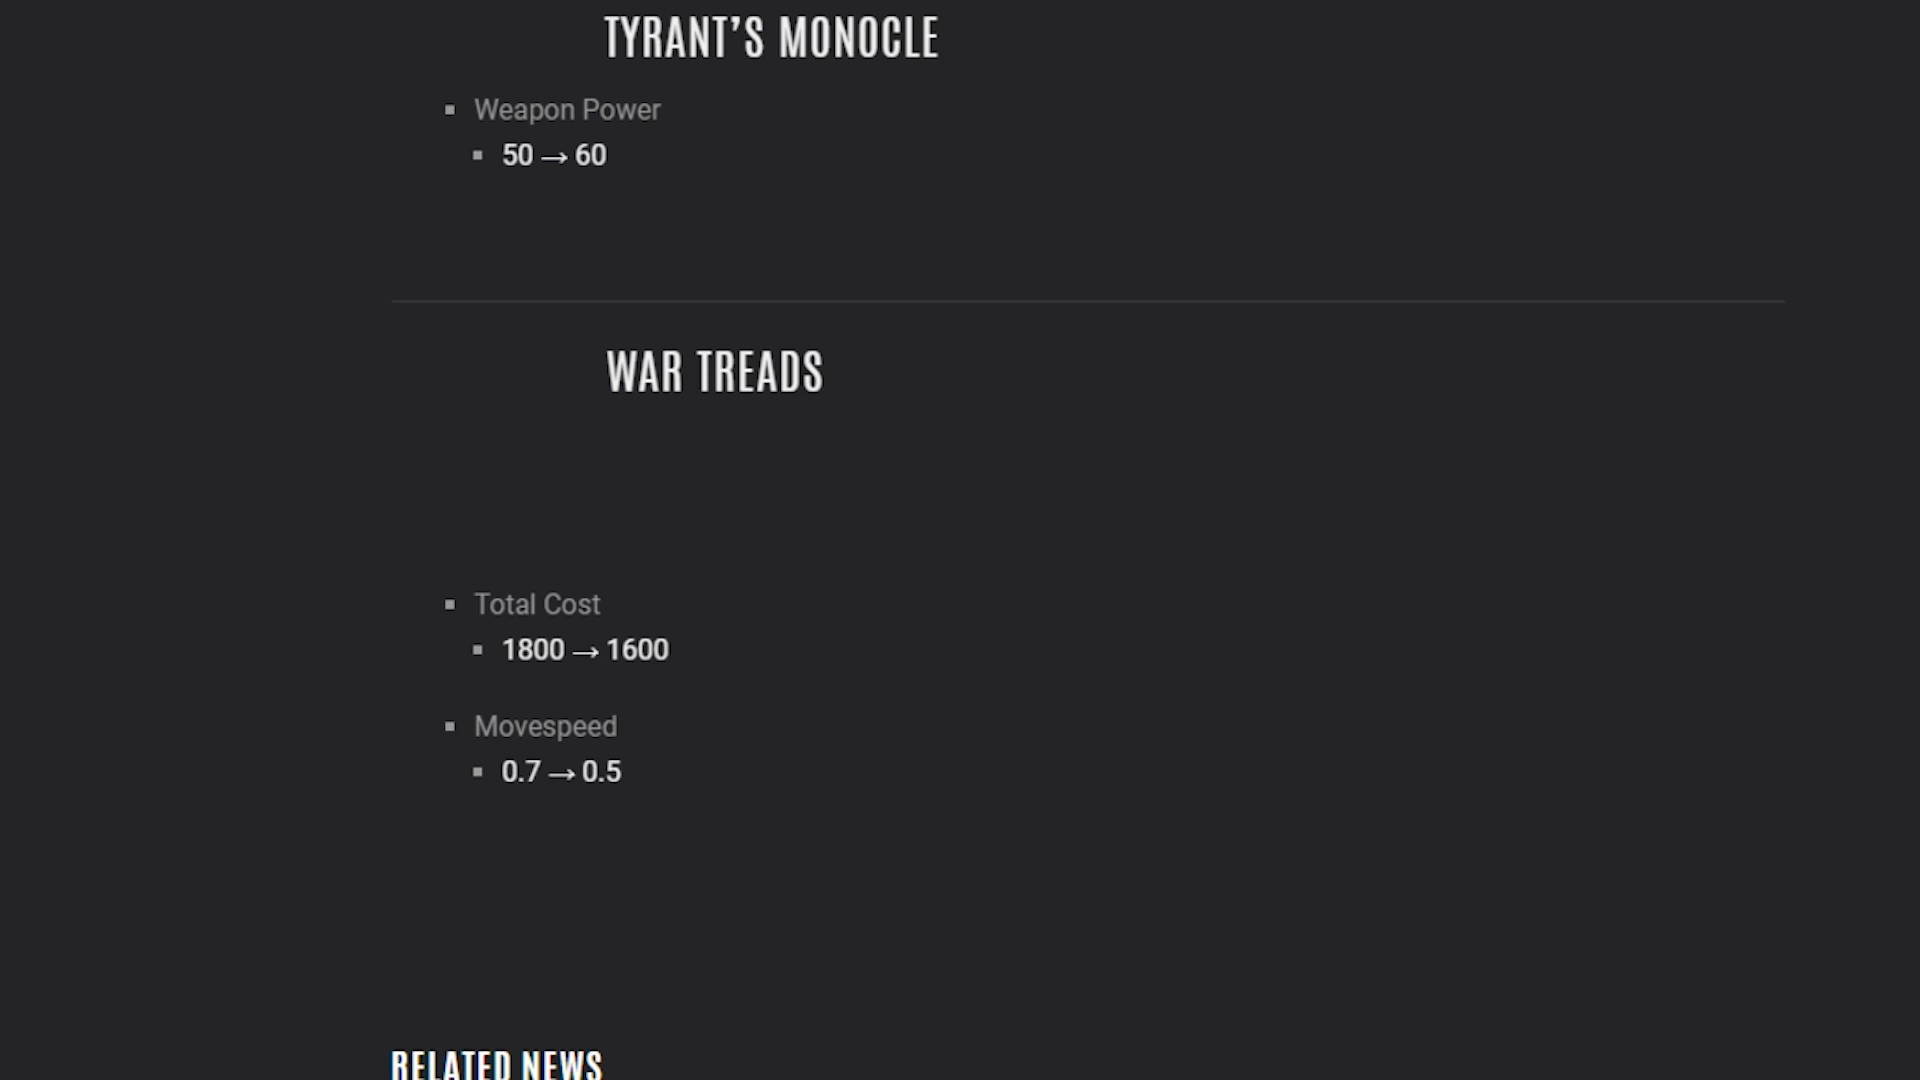 TYRANT’S MONOCLE
Weapon Power
50 → 60
WAR TREADS
Total Cost
1800 → 1600
Movespeed
0.7 → 0.5
RELATED NEWS